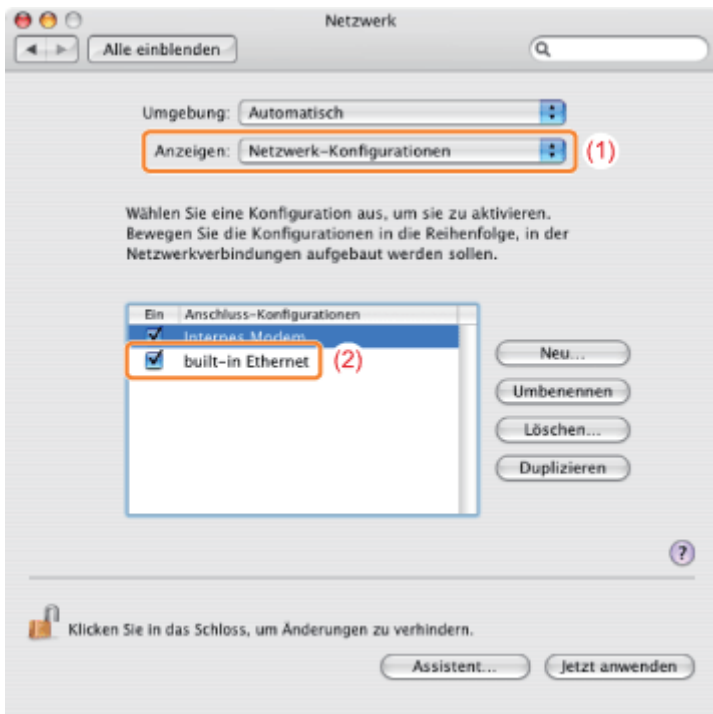 Netzwerk
Alle einblenden
Umgebung: Automatisch
Anzeigen: Netzwerk-Konfigurationen (1)
Wählen Sie eine Konfiguration aus, um sie zu aktivieren.
Bewegen Sie die Konfigurationen in die Reihenfolge, in der
Netzwerkverbindungen aufgebaut werden sollen.
Ein Anschluss-Konfigurationen
Internes Modem
built-in Ethernet (2)
Neu...
Umbenennen
Löschen...
Duplizieren
?
Klicken Sie in das Schloss, um Änderungen zu verhindern.
Assistent... Jetzt anwenden